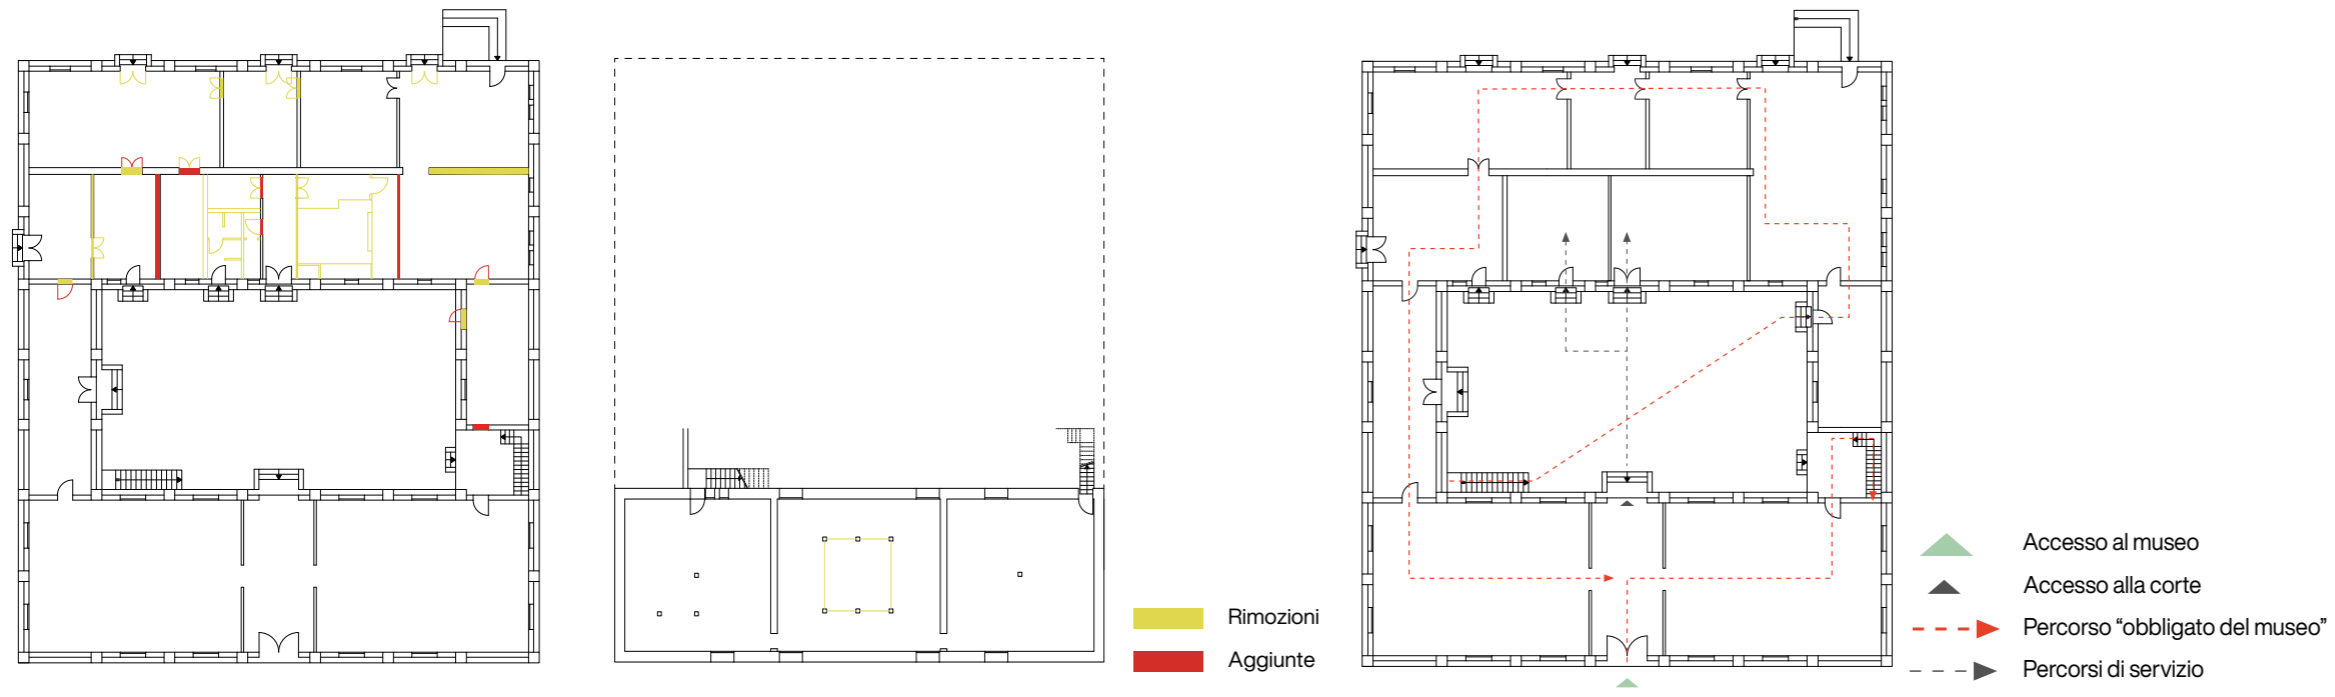 Rimozioni
Aggiunte
Accesso al museo
Accesso alla corte
Percorso “obbligato del museo”
Percorsi di servizio